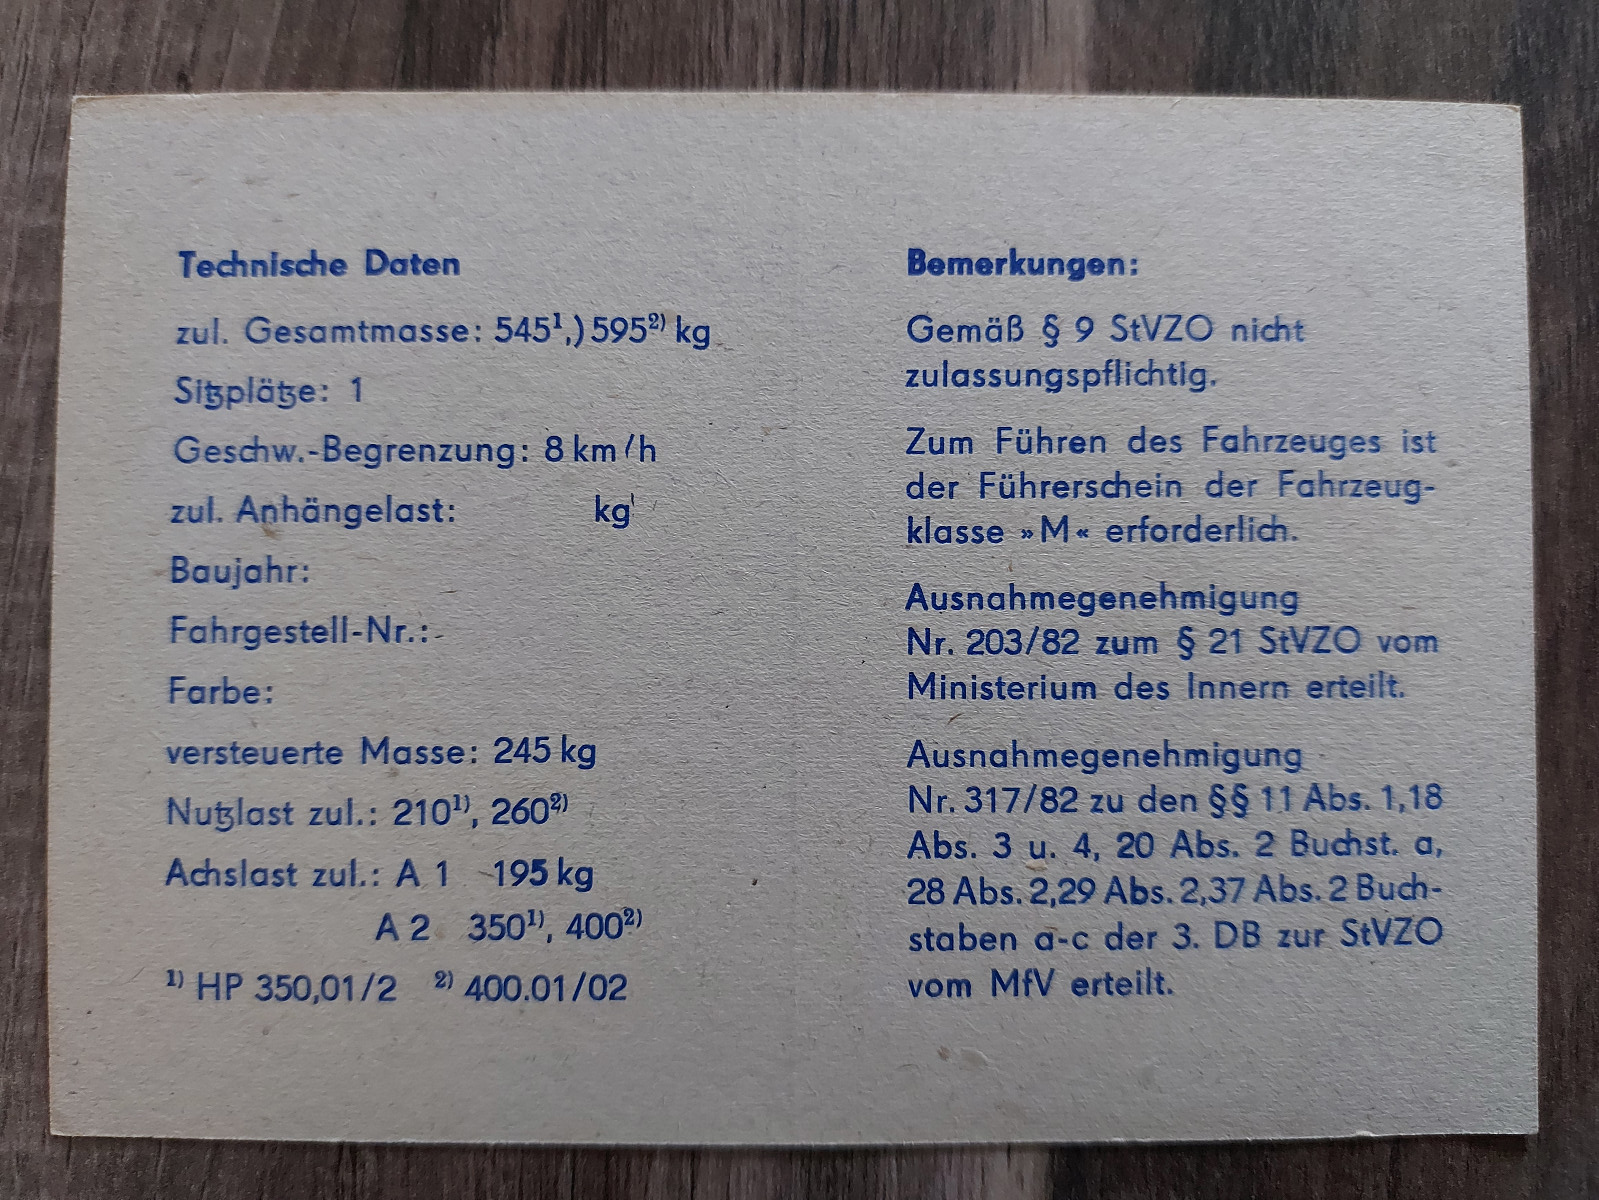 Technische Daten
zul. Gesamtmasse: 545¹,) 595²⁾ kg
Sitzplätze: 1
Geschw.-Begrenzung: 8 km/h
zul. Anhängelast: kg
Baujahr:
Fahrgestell-Nr.:
Farbe:
versteuerte Masse: 245 kg
Nutzlast zul.: 210¹⁾, 260²⁾
Achslast zul.: A 1 195 kg
A 2 350¹⁾, 400²⁾
¹⁾ HP 350,01/2 ²⁾ 400.01/02
Bemerkungen:
Gemäß § 9 StVZO nicht
zulassungspflichtig.
Zum Führen des Fahrzeuges ist
der Führerschein der Fahrzeug-
klasse »M« erforderlich.
Ausnahmegenehmigung
Nr. 203/82 zum § 21 StVZO vom
Ministerium des Innern erteilt.
Ausnahmegenehmigung
Nr. 317/82 zu den §§ 11 Abs. 1,18
Abs. 3 u. 4, 20 Abs. 2 Buchst. a,
28 Abs. 2,29 Abs. 2,37 Abs. 2 Buch-
staben a-c der 3. DB zur StVZO
vom MfV erteilt.